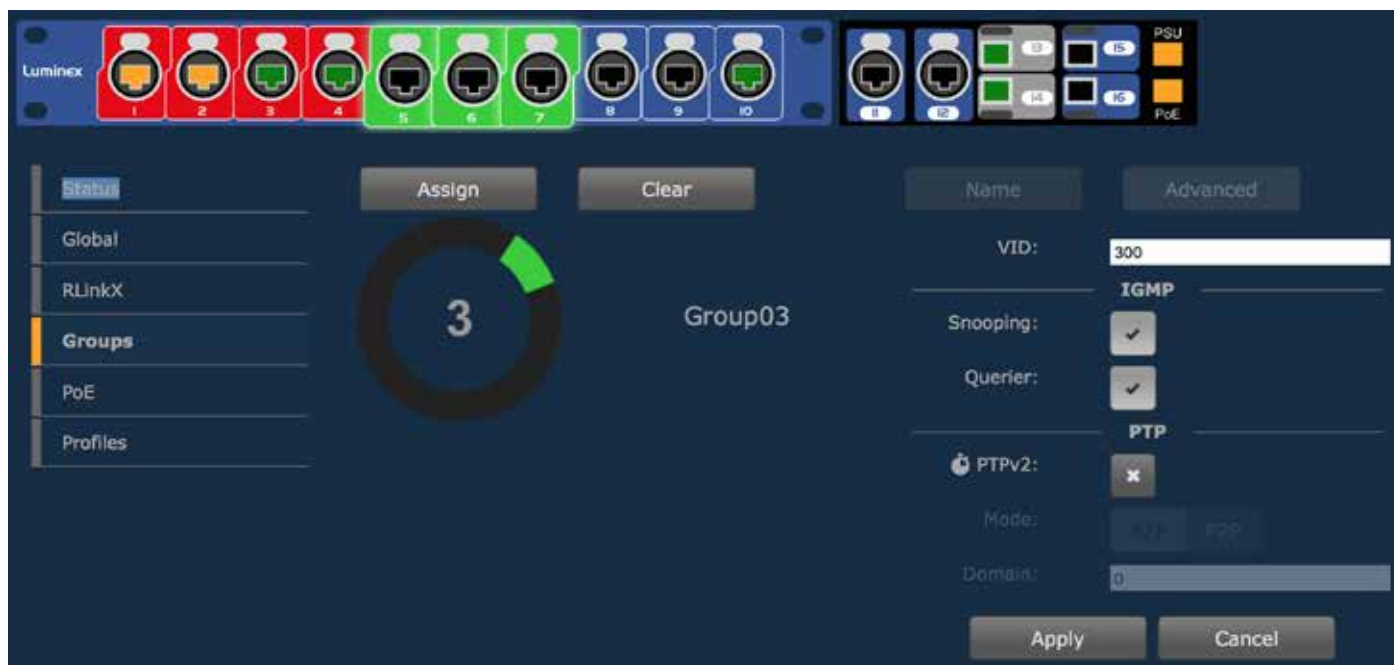 Luminex
1 2 3 4 5 6 7 8 9 10 11 12 13 14 15 16
PSU
PoE
Status
Global
RLinkX
Groups
PoE
Profiles
Assign
Clear
3
Group03
Name
Advanced
VID: 300
IGMP
Snooping:
Querier:
PTP
PTPv2:
Mode: P2P
Domain: 0
Apply
Cancel